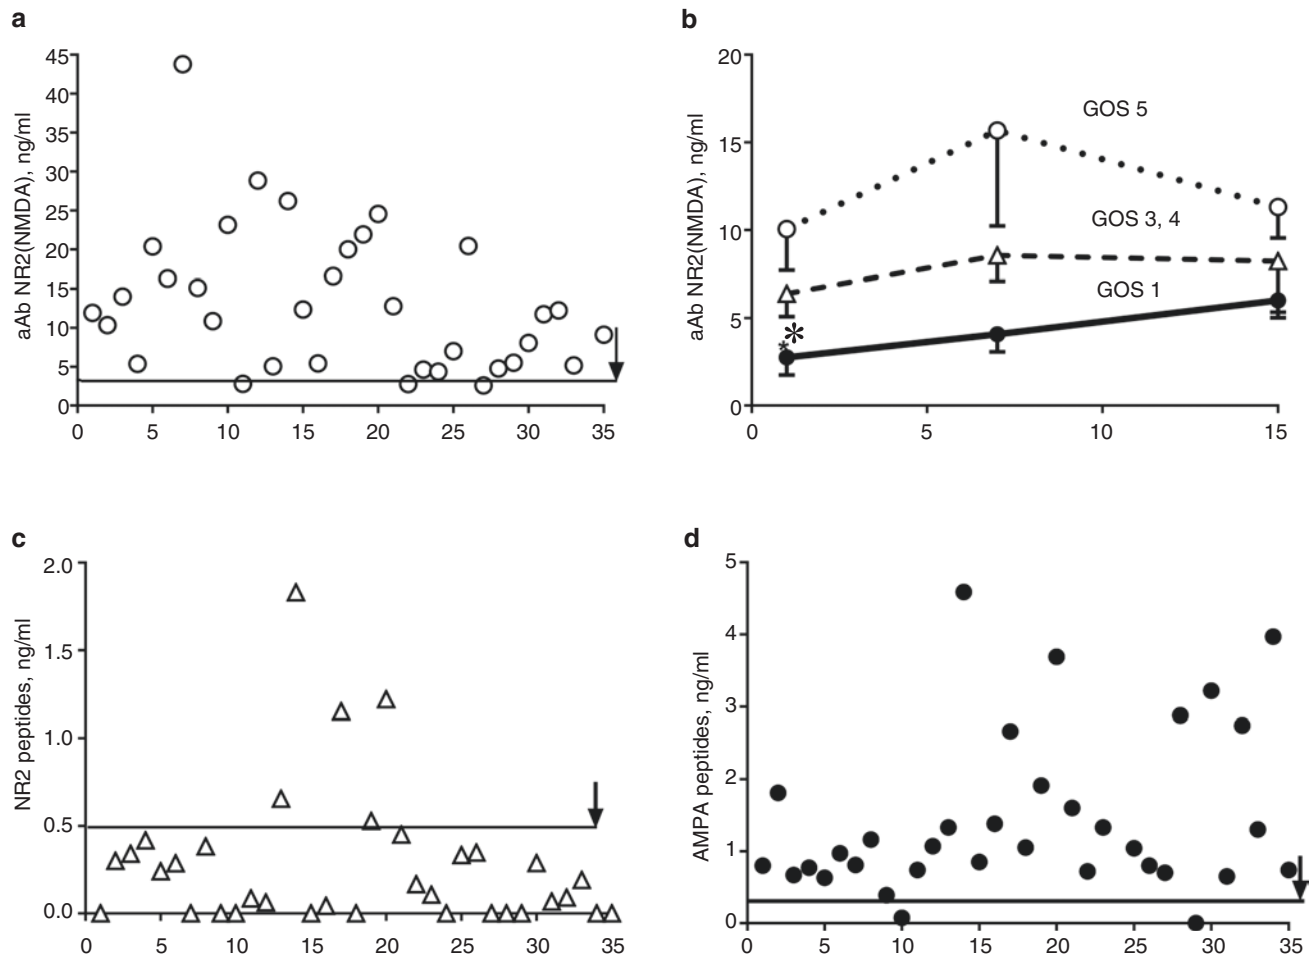 a
aAb NR2(NMDA), ng/ml
45
40
35
30
25
20
15
10
5
0
0 5 10 15 20 25 30 35
b
aAb NR2(NMDA), ng/ml
20
15
10
5
0
GOS 5
GOS 3, 4
GOS 1
*
*
0 5 10 15
c
NR2 peptides, ng/ml
2.0
1.5
1.0
0.5
0.0
0 5 10 15 20 25 30 35
d
AMPA peptides, ng/ml
5
4
3
2
1
0
0 5 10 15 20 25 30 35